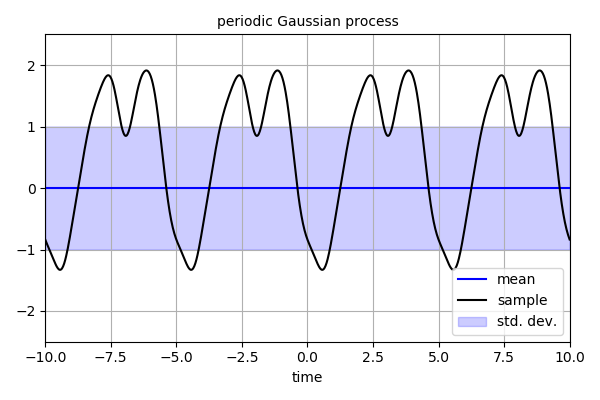 periodic Gaussian process
2
1
0
−1
−2
−10.0 −7.5 −5.0 −2.5 0.0 2.5 5.0 7.5 10.0
time
mean
sample
std. dev.